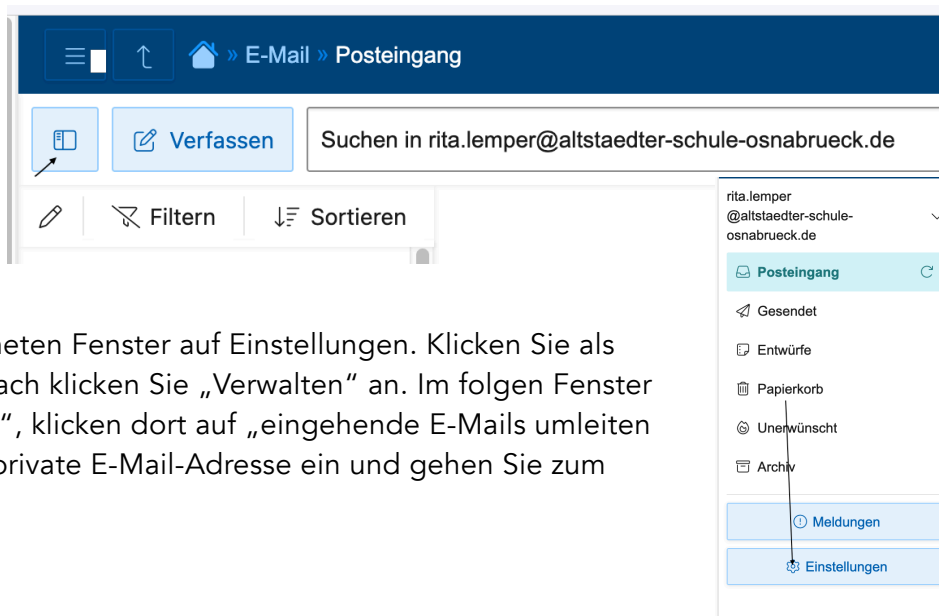 » E-Mail » Posteingang
Verfassen
Suchen in rita.lemper@altstaedter-schule-osnabrueck.de
Filtern
Sortieren
rita.lemper
@altstaedter-schule-
osnabrueck.de
Posteingang
Gesendet
Entwürfe
Papierkorb
Unerwünscht
Archiv
Meldungen
Einstellungen
Fenster auf Einstellungen. Klicken Sie als
klicken Sie „Verwalten“ an. Im folgen Fenster
“, klicken dort auf „eingehende E-Mails umleiten
private E-Mail-Adresse ein und gehen Sie zum